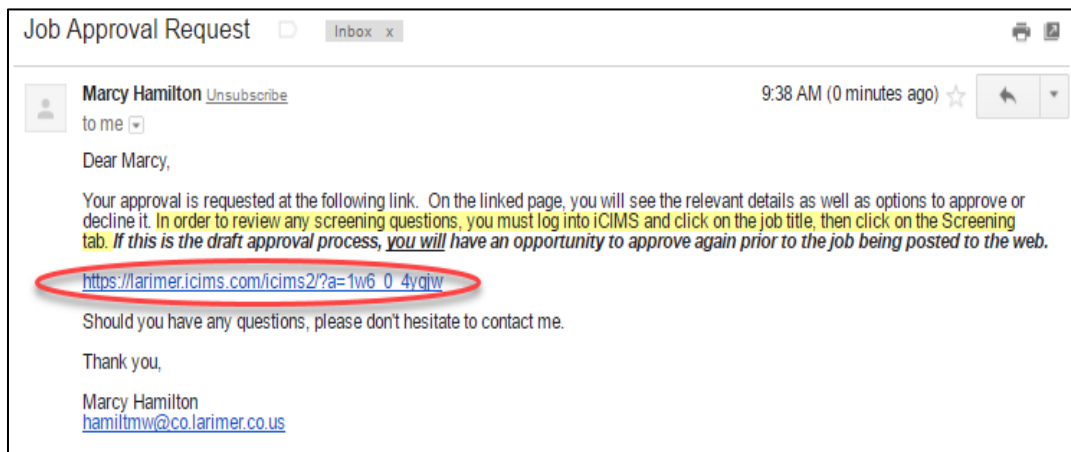 Job Approval Request Inbox x
Marcy Hamilton Unsubscribe 9:38 AM (0 minutes ago)
to me
Dear Marcy,
Your approval is requested at the following link. On the linked page, you will see the relevant details as well as options to approve or
decline it. In order to review any screening questions, you must log into iCIMS and click on the job title, then click on the Screening
tab. If this is the draft approval process, you will have an opportunity to approve again prior to the job being posted to the web.
https://larimer.icims.com/icims2/?a=1w6_0_4yqjw
Should you have any questions, please don't hesitate to contact me.
Thank you,
Marcy Hamilton
hamiltmw@co.larimer.co.us